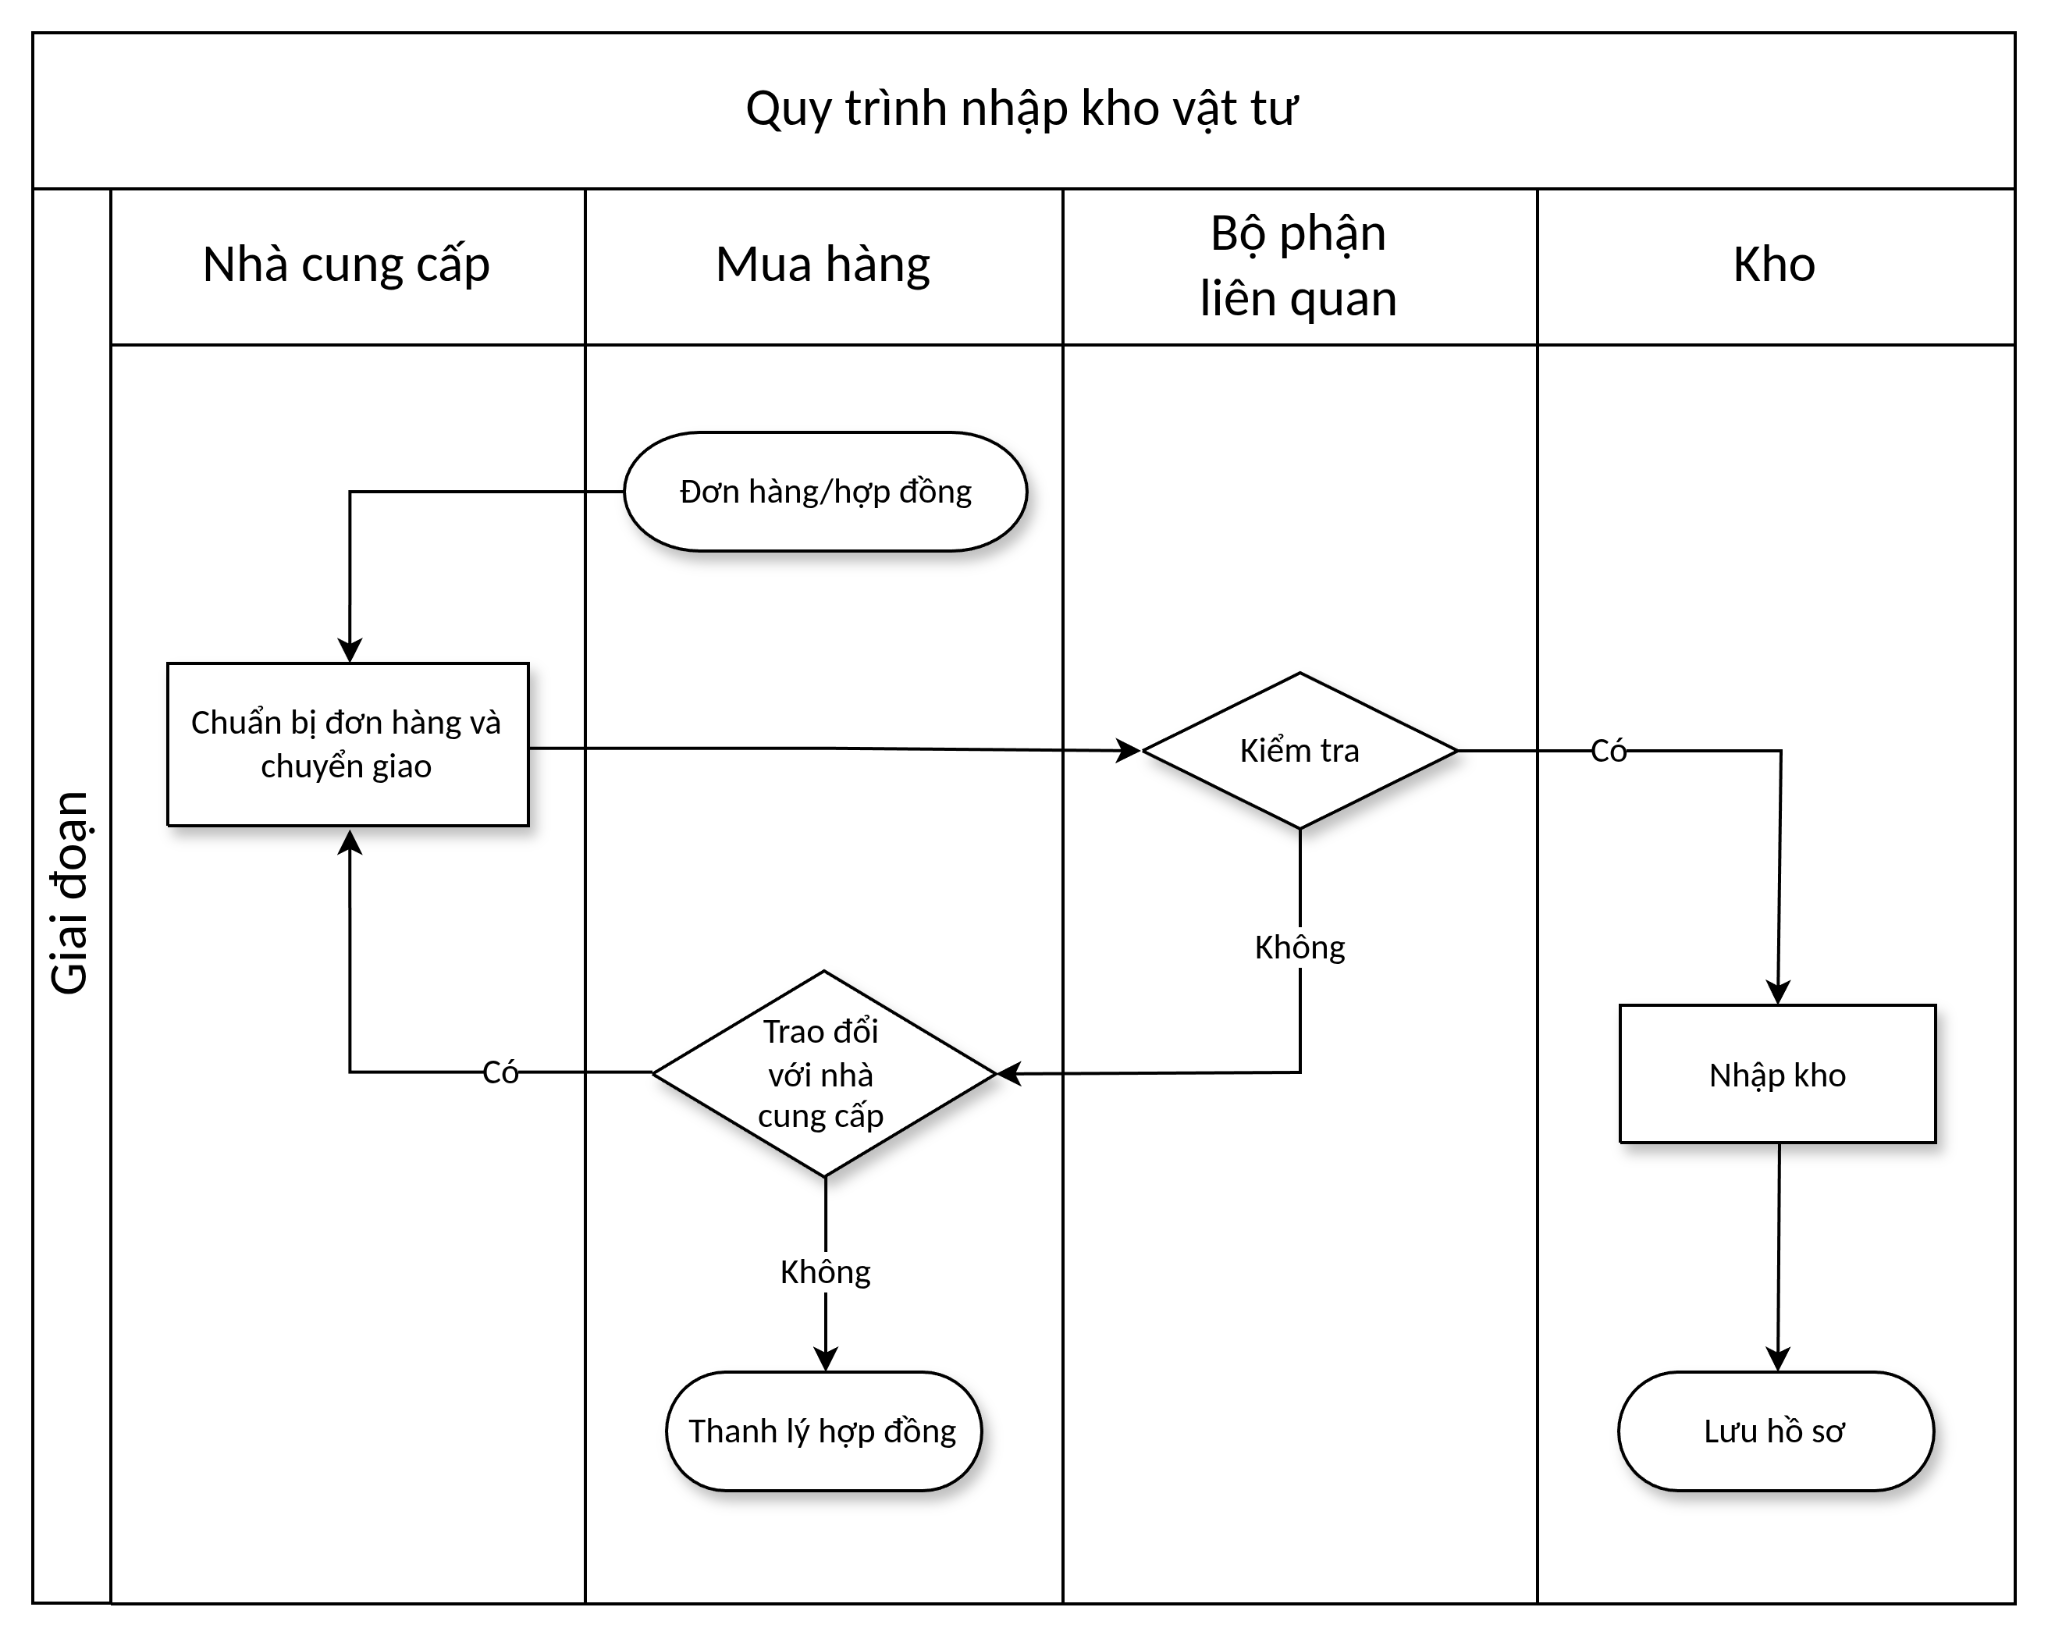 Quy trình nhập kho vật tư
Nhà cung cấp
Mua hàng
Bộ phận
liên quan
Kho
Giai đoạn
Đơn hàng/hợp đồng
Chuẩn bị đơn hàng và
chuyển giao
Kiểm tra
Có
Không
Trao đổi
với nhà
cung cấp
Có
Nhập kho
Không
Thanh lý hợp đồng
Lưu hồ sơ